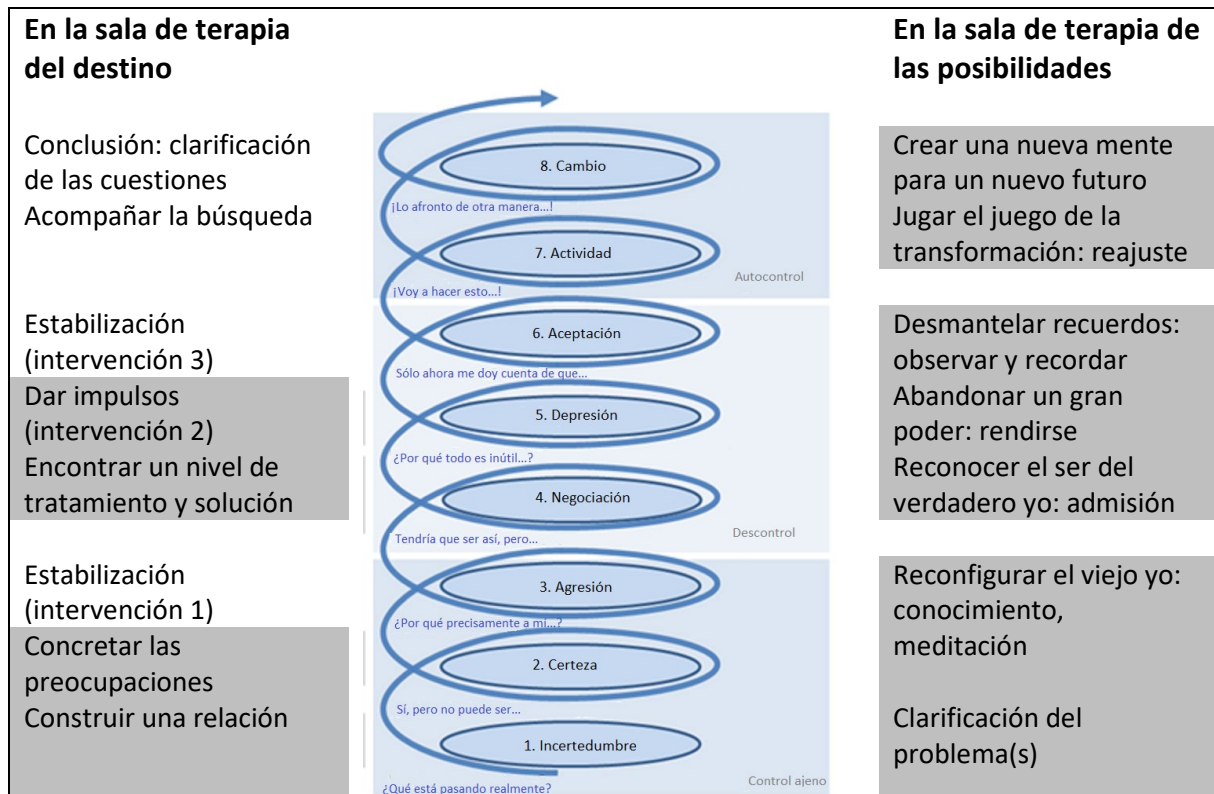 En la sala de terapia
del destino
Conclusión: clarificación
de las cuestiones
Acompañar la búsqueda
Estabilización
(intervención 3)
Dar impulsos
(intervención 2)
Encontrar un nivel de
tratamiento y solución
Estabilización
(intervención 1)
Concretar las
preocupaciones
Construir una relación
8. Cambio
¡Lo afronto de otra manera...!
7. Actividad
Autocontrol
¡Voy a hacer esto...!
6. Aceptación
Sólo ahora me doy cuenta de que...
5. Depresión
¿Por qué todo es inútil...?
4. Negociación
Descontrol
Tendría que ser así, pero...
3. Agresión
¿Por qué precisamente a mí...?
2. Certeza
Sí, pero no puede ser...
1. Incertedumbre
Control ajeno
¿Qué está pasando realmente?
En la sala de terapia de
las posibilidades
Crear una nueva mente
para un nuevo futuro
Jugar el juego de la
transformación: reajuste
Desmantelar recuerdos:
observar y recordar
Abandonar un gran
poder: rendirse
Reconocer el ser del
verdadero yo: admisión
Reconfigurar el viejo yo:
conocimiento,
meditación
Clarificación del
problema(s)